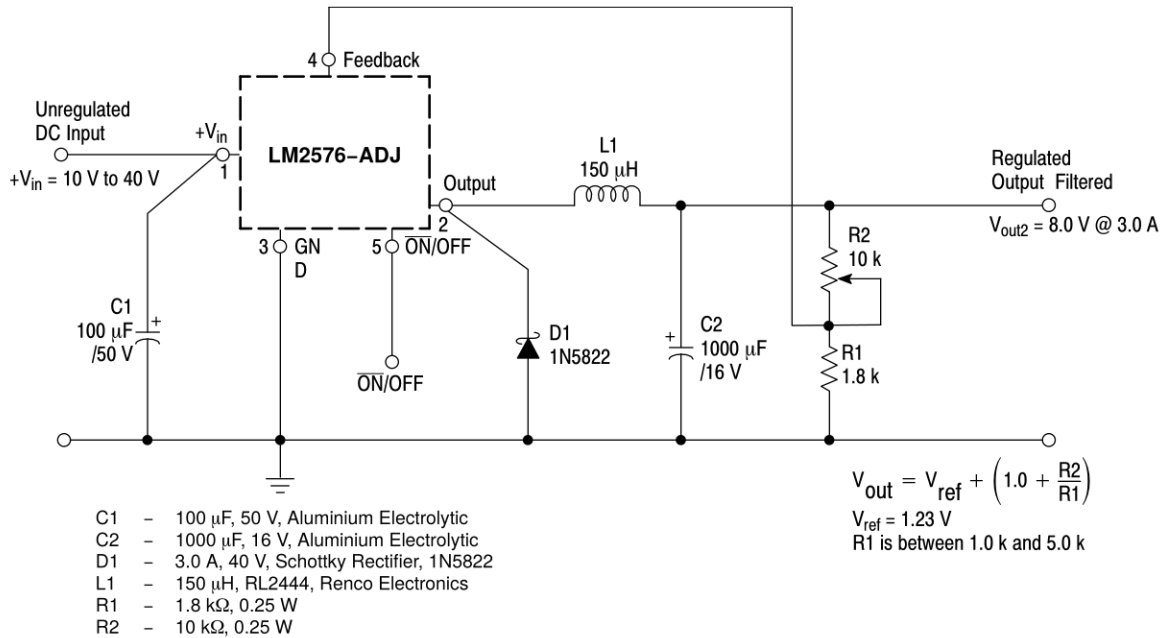 4 Feedback
Unregulated
DC Input
+Vin
1
+Vin = 10 V to 40 V
LM2576−ADJ
Output
2
3 GN
D
5 ON/OFF
ON/OFF
L1
150 μH
Regulated
Output Filtered
Vout2 = 8.0 V @ 3.0 A
R2
10 k
C1
100 μF
/50 V
+
D1
1N5822
+
C2
1000 μF
/16 V
R1
1.8 k
Vout = Vref + (1.0 + R2/R1)
Vref = 1.23 V
R1 is between 1.0 k and 5.0 k
C1 – 100 μF, 50 V, Aluminium Electrolytic
C2 – 1000 μF, 16 V, Aluminium Electrolytic
D1 – 3.0 A, 40 V, Schottky Rectifier, 1N5822
L1 – 150 μH, RL2444, Renco Electronics
R1 – 1.8 kΩ, 0.25 W
R2 – 10 kΩ, 0.25 W